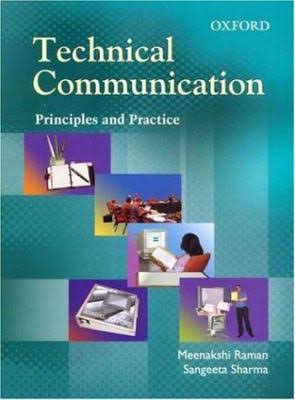 OXFORD
Technical
Communication
Principles and Practice
Meenakshi Raman
Sangeeta Sharma